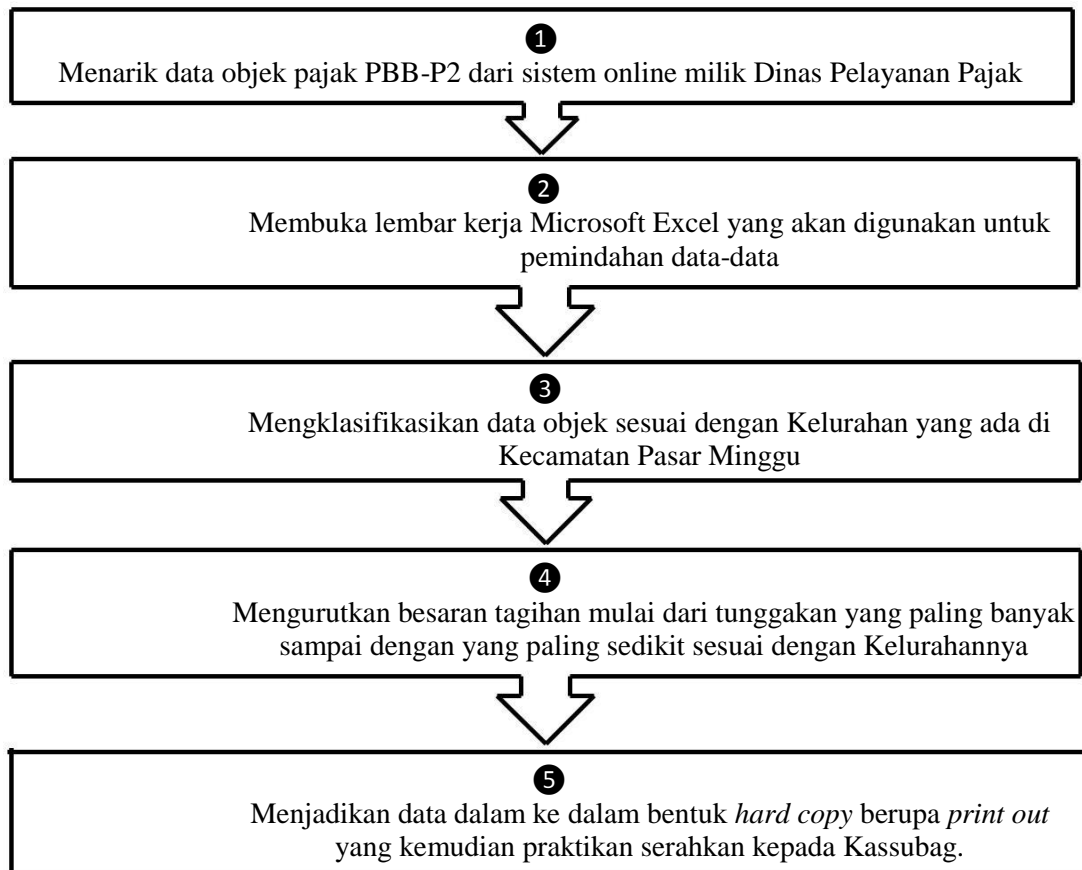 ❶
Menarik data objek pajak PBB-P2 dari sistem online milik Dinas Pelayanan Pajak
❷
Membuka lembar kerja Microsoft Excel yang akan digunakan untuk
pemindahan data-data
❸
Mengklasifikasikan data objek sesuai dengan Kelurahan yang ada di
Kecamatan Pasar Minggu
❹
Mengurutkan besaran tagihan mulai dari tunggakan yang paling banyak
sampai dengan yang paling sedikit sesuai dengan Kelurahannya
❺
Menjadikan data dalam ke dalam bentuk hard copy berupa print out
yang kemudian praktikan serahkan kepada Kassubag.